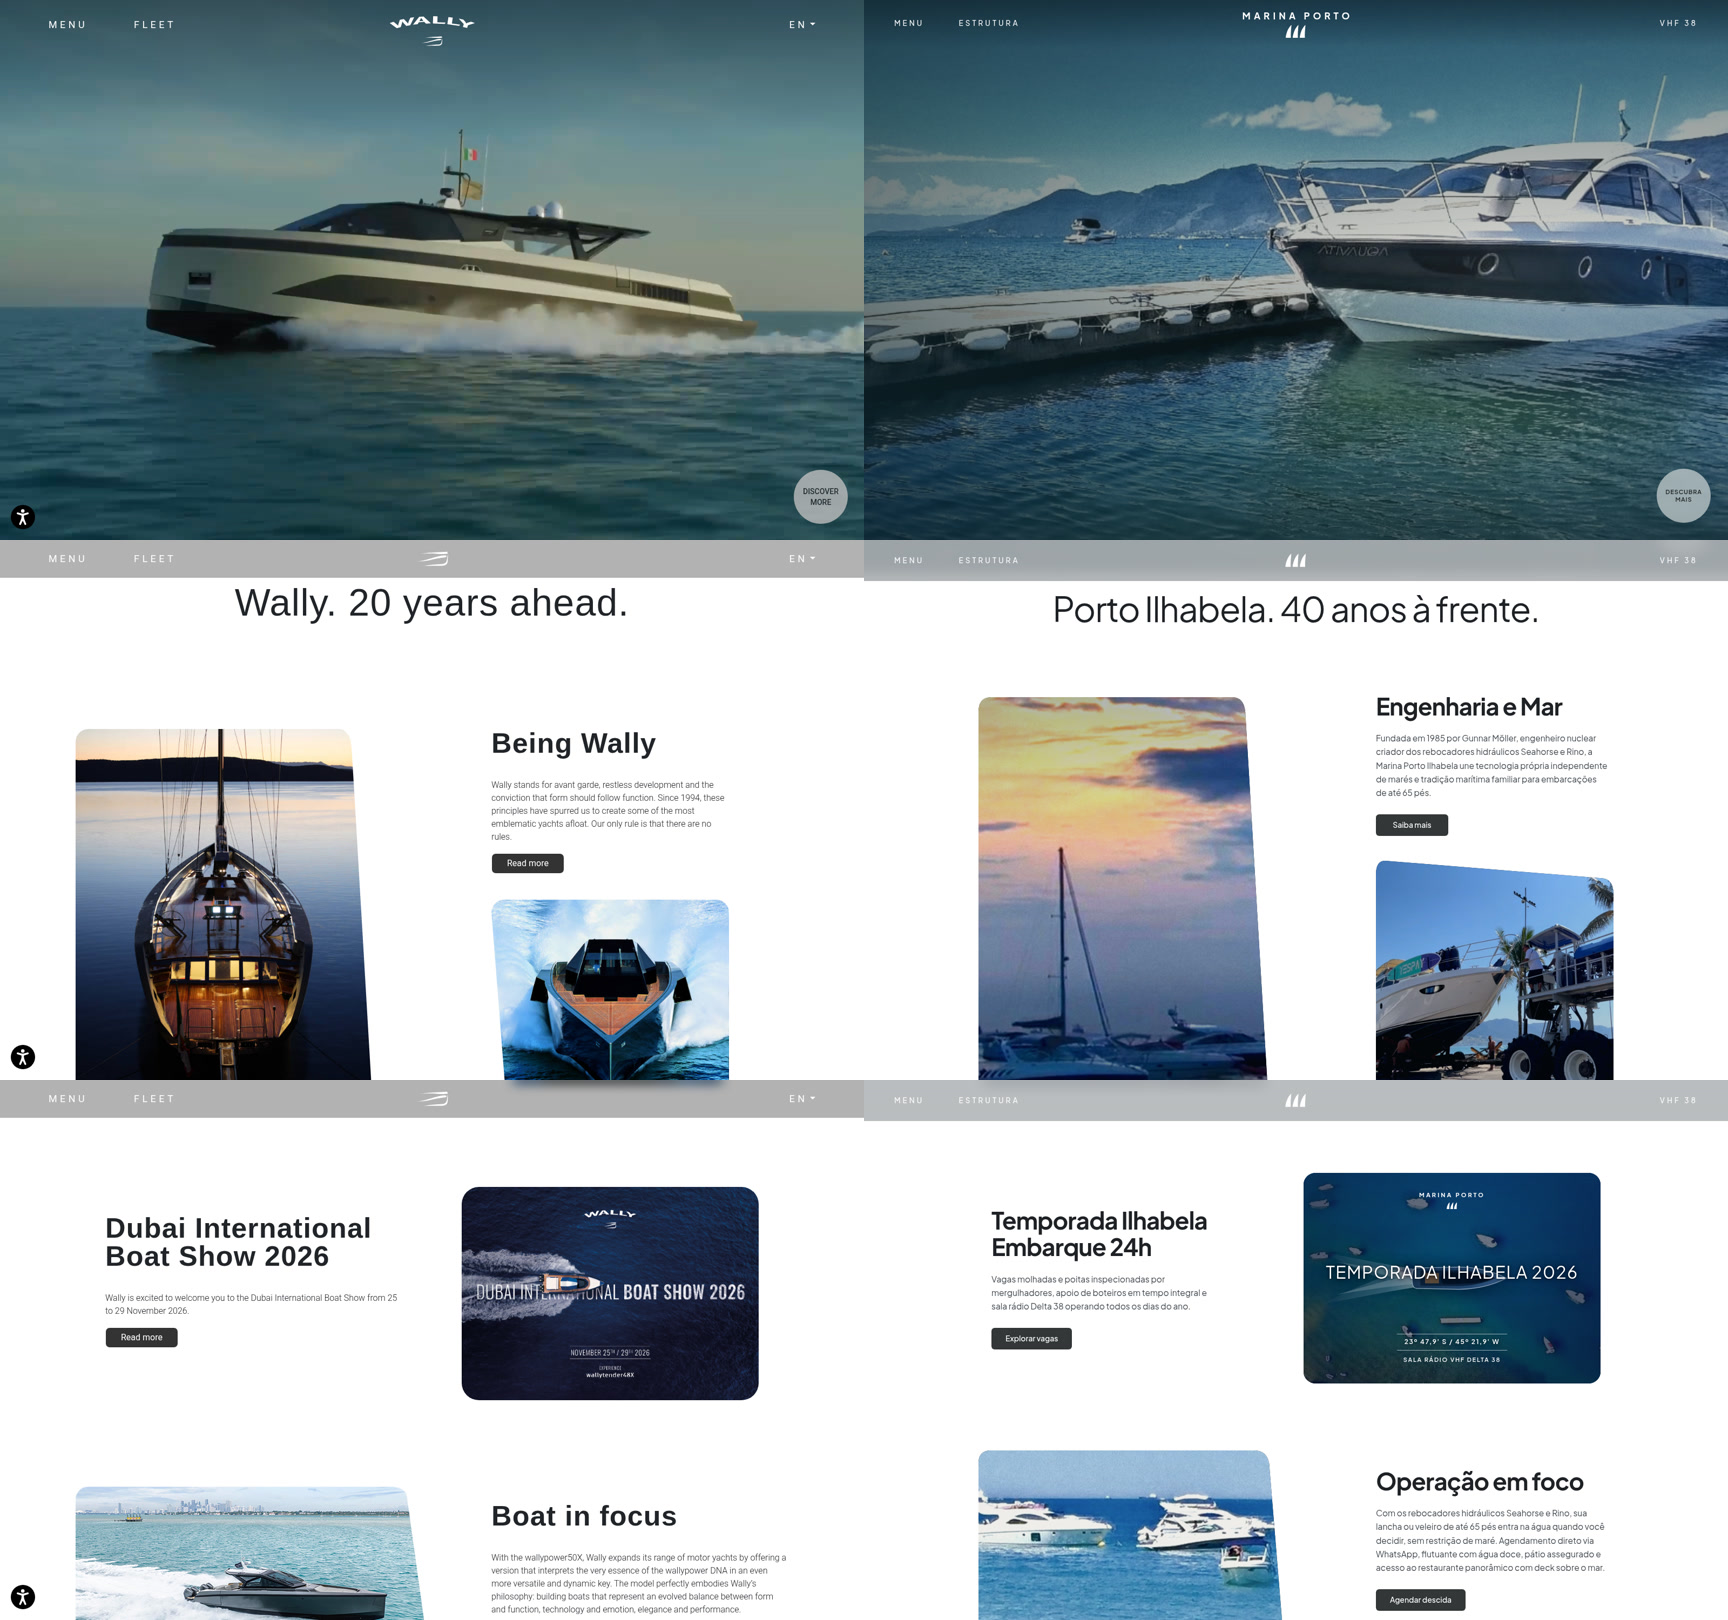 MENU FLEET WALLY EN
DISCOVER
MORE
MENU FLEET EN
Wally. 20 years ahead.
Being Wally
Wally stands for avant garde, restless development and the
conviction that form should follow function. Since 1994, these
principles have spurred us to create some of the most
emblematic yachts afloat. Our only rule is that there are no
rules.
Read more
MENU FLEET EN
Dubai International
Boat Show 2026
Wally is excited to welcome you to the Dubai International Boat Show from 25
to 29 November 2026.
Read more
WALLY
DUBAI INTERNATIONAL BOAT SHOW 2026
NOVEMBER 25TH / 29TH 2026
EXPERIENCE
wallytender48X
Boat in focus
With the wallypower50X, Wally expands its range of motor yachts by offering a
version that interprets the very essence of the wallypower DNA in an even
more versatile and dynamic key. The model perfectly embodies Wally's
philosophy: building boats that represent an evolved balance between form
and function, technology and emotion, elegance and performance.
MENU ESTRUTURA MARINA PORTO VHF 38
ATIVAUGA
DESCUBRA
MAIS
MENU ESTRUTURA VHF 38
Porto Ilhabela. 40 anos à frente.
Engenharia e Mar
Fundada em 1985 por Gunnar Möller, engenheiro nuclear
criador dos rebocadores hidráulicos Seahorse e Rino, a
Marina Porto Ilhabela une tecnologia própria independente
de marés e tradição marítima familiar para embarcações
de até 65 pés.
Saiba mais
MENU ESTRUTURA VHF 38
Temporada Ilhabela
Embarque 24h
Vagas molhadas e poitas inspecionadas por
mergulhadores, apoio de boteiros em tempo integral e
sala rádio Delta 38 operando todos os dias do ano.
Explorar vagas
MARINA PORTO
TEMPORADA ILHABELA 2026
23º 47,9' S / 45º 21,9' W
SALA RÁDIO VHF DELTA 38
Operação em foco
Com os rebocadores hidráulicos Seahorse e Rino, sua
lancha ou veleiro de até 65 pés entra na água quando você
decidir, sem restrição de maré. Agendamento direto via
WhatsApp, flutuante com água doce, pátio assegurado e
acesso ao restaurante panorâmico com deck sobre o mar.
Agendar descida